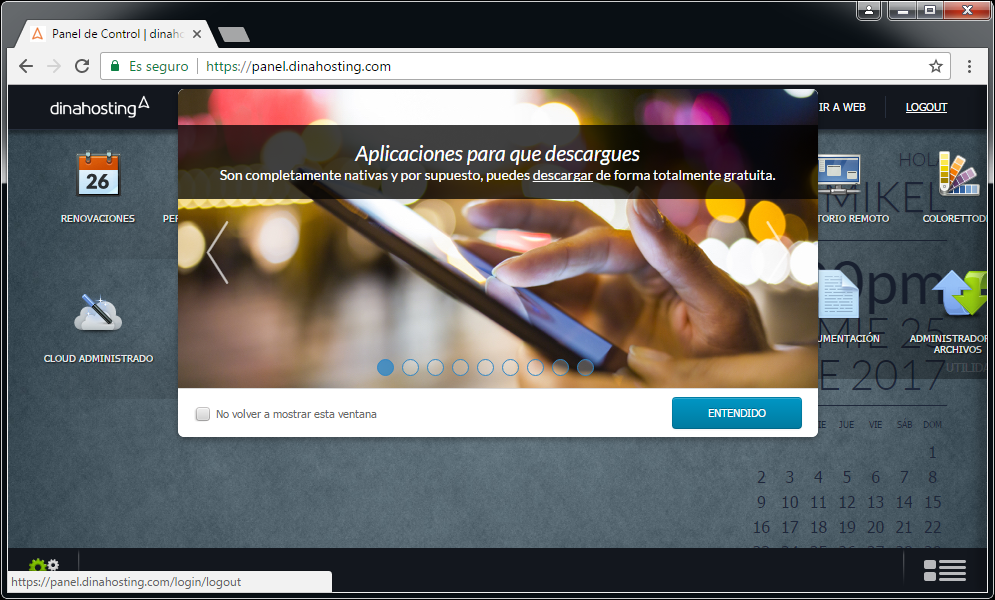 Panel de Control | dinaho
Es seguro
https://panel.dinahosting.com
dinahosting
IR A WEB
LOGOUT
Aplicaciones para que descargues
Son completamente nativas y por supuesto, puedes descargar de forma totalmente gratuita.
26
RENOVACIONES
PE
HOL
MIKEL
TORIO REMOTO
COLORETTOD
0pm
MIE 25
E 2017
CLOUD ADMINISTRADO
UMENTACIÓN
ADMINISTRADOR
ARCHIVOS
UTILID
No volver a mostrar esta ventana
ENTENDIDO
IE JUE VIE SAB DOM
1
2 3 4 5 6 7 8
9 10 11 12 13 14 15
16 17 18 19 20 21 22
https://panel.dinahosting.com/login/logout